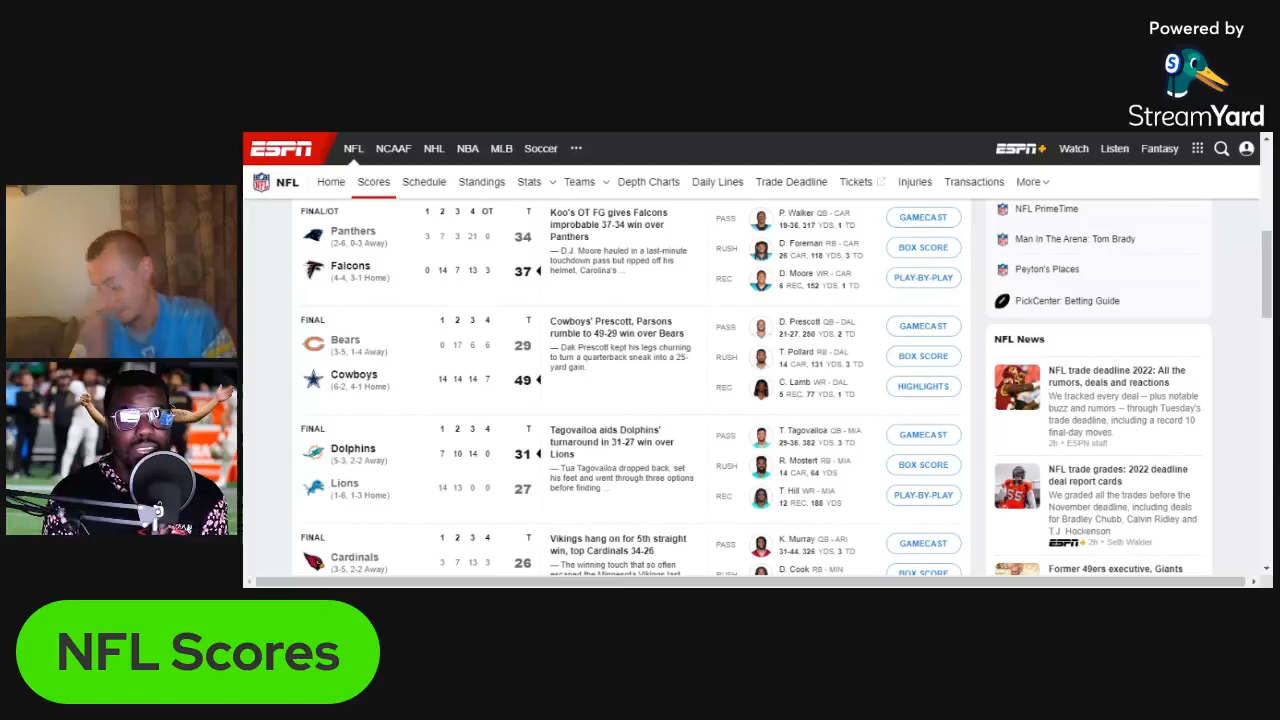 Powered by
StreamYard
ESPN NFL NCAAF NHL NBA MLB Soccer ••• ESPN+ Watch Listen Fantasy
NFL Home Scores Schedule Standings Stats Teams Depth Charts Daily Lines Trade Deadline Tickets Injuries Transactions More
FINAL/OT 1 2 3 4 OT T
Panthers 3 7 3 21 0 34
(2-6, 0-3 Away)
Falcons 0 14 7 13 3 37
(4-4, 3-1 Home)
Koo's OT FG gives Falcons
improbable 37-34 win over
Panthers
— D.J. Moore hauled in a last-minute
touchdown pass but ripped off his
helmet, Carolina's ...
PASS P. Walker QB - CAR
19-36, 317 YDS, 1 TD
RUSH D. Foreman RB - CAR
26 CAR, 118 YDS, 3 TD
REC D. Moore WR - CAR
6 REC, 152 YDS, 1 TD
GAMECAST
BOX SCORE
PLAY-BY-PLAY
FINAL 1 2 3 4 T
Bears 0 17 6 6 29
(3-5, 1-4 Away)
Cowboys 14 14 14 7 49
(6-2, 4-1 Home)
Cowboys' Prescott, Parsons
rumble to 49-29 win over Bears
— Dak Prescott kept his legs churning
to turn a quarterback sneak into a 25-
yard gain.
PASS D. Prescott QB - DAL
21-27, 250 YDS, 2 TD
RUSH T. Pollard RB - DAL
14 CAR, 131 YDS, 3 TD
REC C. Lamb WR - DAL
5 REC, 77 YDS, 1 TD
GAMECAST
BOX SCORE
HIGHLIGHTS
FINAL 1 2 3 4 T
Dolphins 7 10 14 0 31
(5-3, 2-2 Away)
Lions 14 13 0 0 27
(1-6, 1-3 Home)
Tagovailoa aids Dolphins'
turnaround in 31-27 win over
Lions
— Tua Tagovailoa dropped back, set
his feet and went through three options
before finding ...
PASS T. Tagovailoa QB - MIA
29-36, 382 YDS, 3 TD
RUSH R. Mostert RB - MIA
14 CAR, 64 YDS
REC T. Hill WR - MIA
12 REC, 188 YDS
GAMECAST
BOX SCORE
PLAY-BY-PLAY
FINAL 1 2 3 4 T
Cardinals 3 7 13 3 26
(3-5, 2-2 Away)
Vikings hang on for 5th straight
win, top Cardinals 34-26
— The winning touch that so often
escaped the Minnesota Vikings last
PASS K. Murray QB - ARI
31-44, 326 YDS, 3 TD
RUSH D. Cook RB - MIN
GAMECAST
BOX SCORE
NFL PrimeTime
Man In The Arena: Tom Brady
Peyton's Places
PickCenter: Betting Guide
NFL News
NFL trade deadline 2022: All the
rumors, deals and reactions
We tracked every deal -- plus notable
buzz and rumors -- through Tuesday's
trade deadline, including a record 10
final-day moves.
2h • ESPN staff
NFL trade grades: 2022 deadline
deal report cards
We graded all the trades before the
November deadline, including deals
for Bradley Chubb, Calvin Ridley and
T.J. Hockenson
ESPN+ • 2h • Seth Walder
Former 49ers executive, Giants
NFL Scores